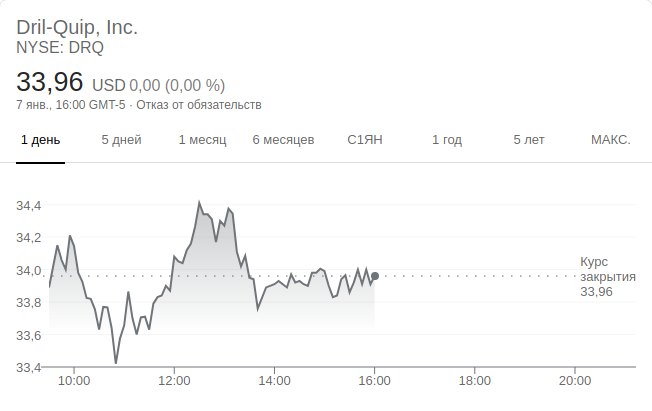 Dril-Quip, Inc.
NYSE: DRQ
33,96 USD 0,00 (0,00 %)
7 янв., 16:00 GMT-5 · Отказ от обязательств
1 день 5 дней 1 месяц 6 месяцев С1ЯН 1 год 5 лет МАКС.
34,4
34,2
34,0
33,8
33,6
33,4
Курс
закрытия
33,96
10:00 12:00 14:00 16:00 18:00 20:00